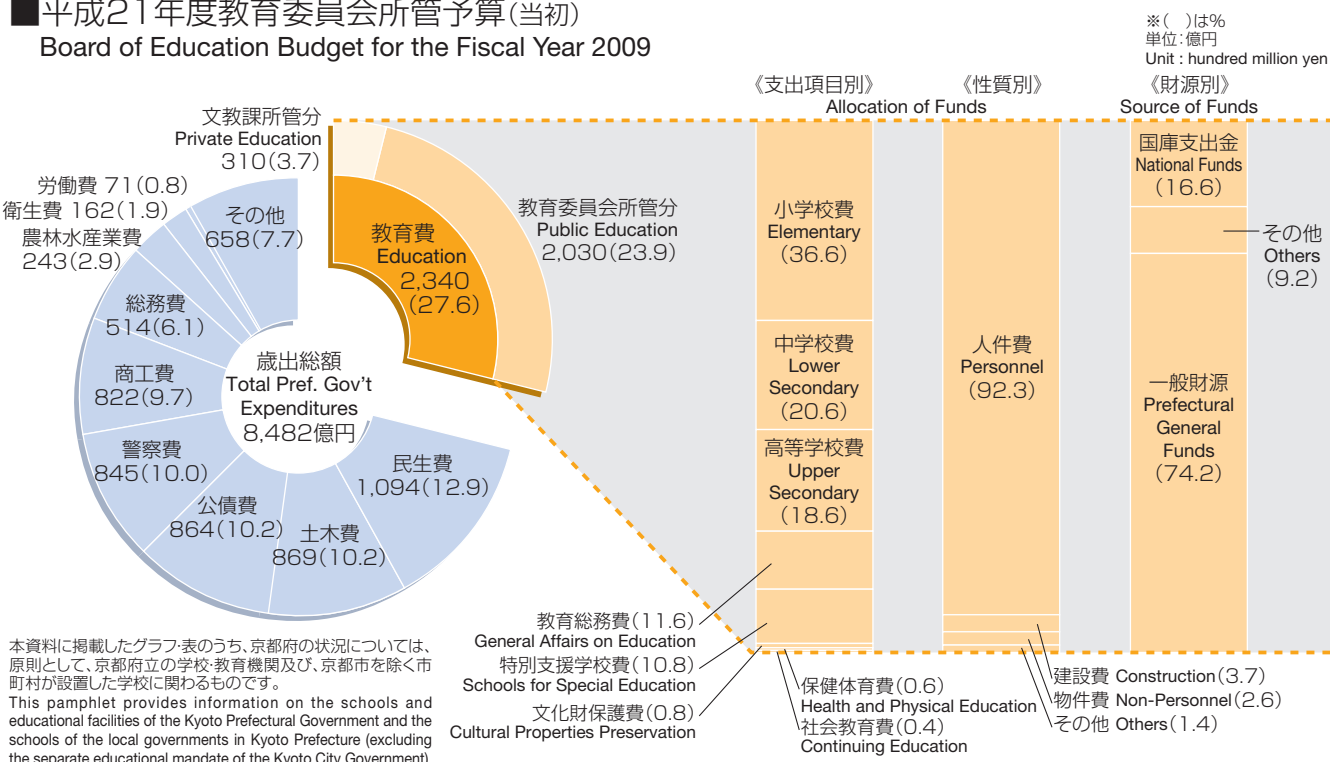 ■平成21年度教育委員会所管予算(当初)
Board of Education Budget for the Fiscal Year 2009
※(　)は%
単位:億円
Unit : hundred million yen
文教課所管分
Private Education
310(3.7)
労働費 71(0.8)
衛生費 162(1.9)
農林水産業費
243(2.9)
その他
658(7.7)
総務費
514(6.1)
商工費
822(9.7)
警察費
845(10.0)
公債費
864(10.2)
土木費
869(10.2)
民生費
1,094(12.9)
歳出総額
Total Pref. Gov't
Expenditures
8,482億円
教育費
Education
2,340
(27.6)
教育委員会所管分
Public Education
2,030(23.9)
《支出項目別》
《性質別》
Allocation of Funds
《財源別》
Source of Funds
小学校費
Elementary
(36.6)
中学校費
Lower
Secondary
(20.6)
高等学校費
Upper
Secondary
(18.6)
教育総務費(11.6)
General Affairs on Education
特別支援学校費(10.8)
Schools for Special Education
文化財保護費(0.8)
Cultural Properties Preservation
保健体育費(0.6)
Health and Physical Education
社会教育費(0.4)
Continuing Education
人件費
Personnel
(92.3)
建設費 Construction(3.7)
物件費 Non-Personnel(2.6)
その他 Others(1.4)
国庫支出金
National Funds
(16.6)
その他
Others
(9.2)
一般財源
Prefectural
General
Funds
(74.2)
本資料に掲載したグラフ・表のうち、京都府の状況については、
原則として、京都府立の学校・教育機関及び、京都市を除く市
町村が設置した学校に関わるものです。
This pamphlet provides information on the schools and
educational facilities of the Kyoto Prefectural Government and the
schools of the local governments in Kyoto Prefecture (excluding
the separate educational mandate of the Kyoto City Government).